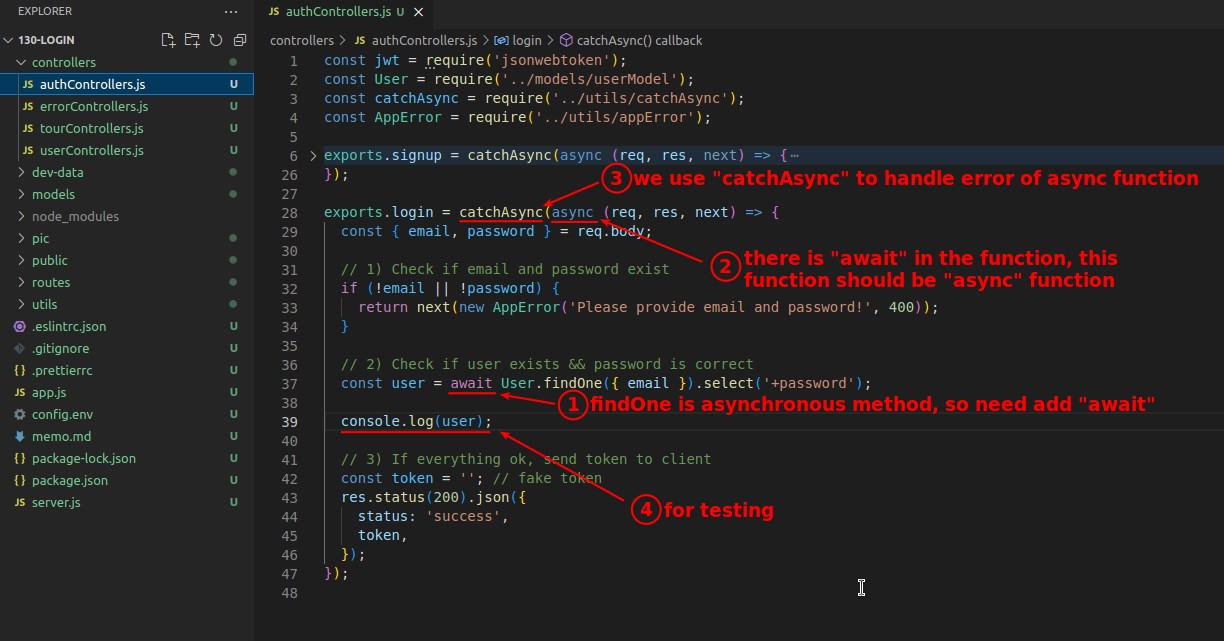 EXPLORER ···
130-LOGIN
controllers
JS authControllers.js U
JS errorControllers.js U
JS tourControllers.js U
JS userControllers.js U
dev-data
models
node_modules
pic
public
routes
utils
.eslintrc.json U
.gitignore U
{} .prettierrc U
JS app.js U
config.env U
memo.md U
{} package-lock.json U
{} package.json U
JS server.js U
JS authControllers.js U ×
controllers > JS authControllers.js > login > catchAsync() callback
1 const jwt = require('jsonwebtoken');
2 const User = require('../models/userModel');
3 const catchAsync = require('../utils/catchAsync');
4 const AppError = require('../utils/appError');
5
6 exports.signup = catchAsync(async (req, res, next) => {···
26 });
3 we use "catchAsync" to handle error of async function
27
28 exports.login = catchAsync(async (req, res, next) => {
29 const { email, password } = req.body;
30
2 there is "await" in the function, this
function should be "async" function
31 // 1) Check if email and password exist
32 if (!email || !password) {
33 return next(new AppError('Please provide email and password!', 400));
34 }
35
36 // 2) Check if user exists && password is correct
37 const user = await User.findOne({ email }).select('+password');
38
1 findOne is asynchronous method, so need add "await"
39 console.log(user);
40
41 // 3) If everything ok, send token to client
42 const token = ''; // fake token
43 res.status(200).json({
44 status: 'success',
4 for testing
45 token,
46 });
47 });
48